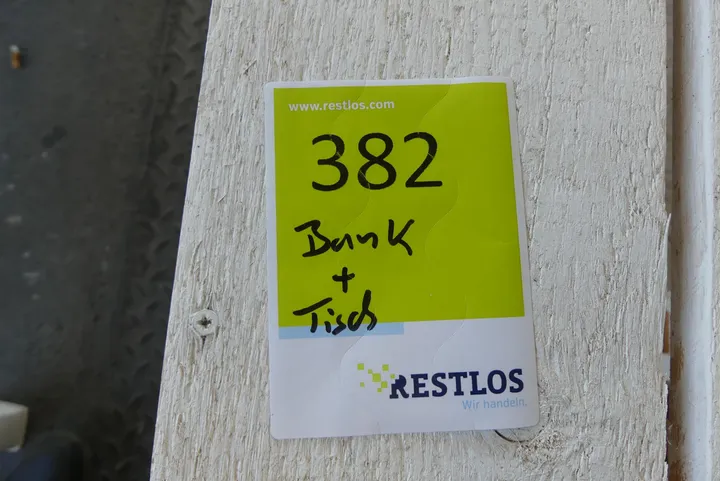 www.restlos.com
382
Bank
+
Tisch
RESTLOS
Wir handeln.